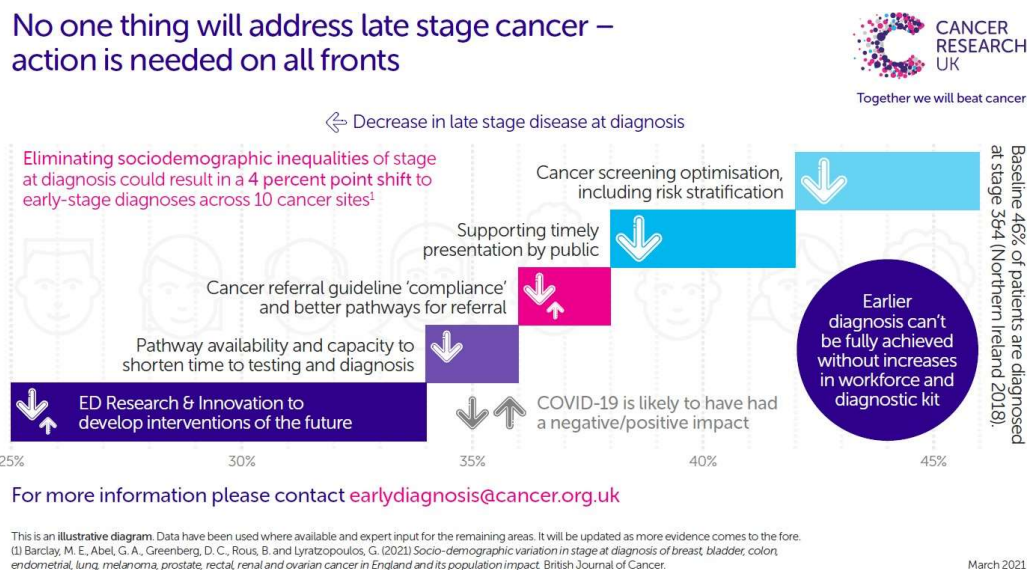 No one thing will address late stage cancer –
action is needed on all fronts
CANCER
RESEARCH
UK
Together we will beat cancer
Decrease in late stage disease at diagnosis
Eliminating sociodemographic inequalities of stage
at diagnosis could result in a 4 percent point shift to
early-stage diagnoses across 10 cancer sites¹
Cancer screening optimisation,
including risk stratification
Supporting timely
presentation by public
Cancer referral guideline ‘compliance’
and better pathways for referral
Pathway availability and capacity to
shorten time to testing and diagnosis
ED Research & Innovation to
develop interventions of the future
COVID-19 is likely to have had
a negative/positive impact
Earlier
diagnosis can’t
be fully achieved
without increases
in workforce and
diagnostic kit
Baseline 46% of patients are diagnosed
at stage 3&4 (Northern Ireland 2018).
25%
30%
35%
40%
45%
For more information please contact earlydiagnosis@cancer.org.uk
This is an illustrative diagram. Data have been used where available and expert input for the remaining areas. It will be updated as more evidence comes to the fore.
(1) Barclay, M. E., Abel, G. A., Greenberg, D. C., Rous, B. and Lyratzopoulos, G. (2021) Socio-demographic variation in stage at diagnosis of breast, bladder, colon,
endometrial, lung, melanoma, prostate, rectal, renal and ovarian cancer in England and its population impact. British Journal of Cancer.
March 2021